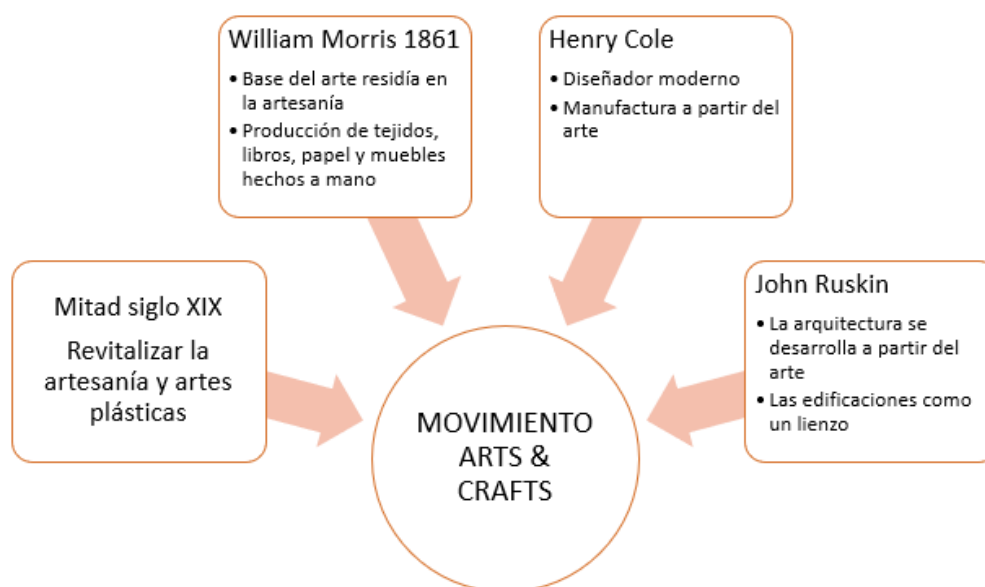 William Morris 1861
• Base del arte residía en
la artesanía
• Producción de tejidos,
libros, papel y muebles
hechos a mano
Henry Cole
• Diseñador moderno
• Manufactura a partir del
arte
Mitad siglo XIX
Revitalizar la
artesanía y artes
plásticas
John Ruskin
• La arquitectura se
desarrolla a partir del
arte
• Las edificaciones como
un lienzo
MOVIMIENTO
ARTS &
CRAFTS